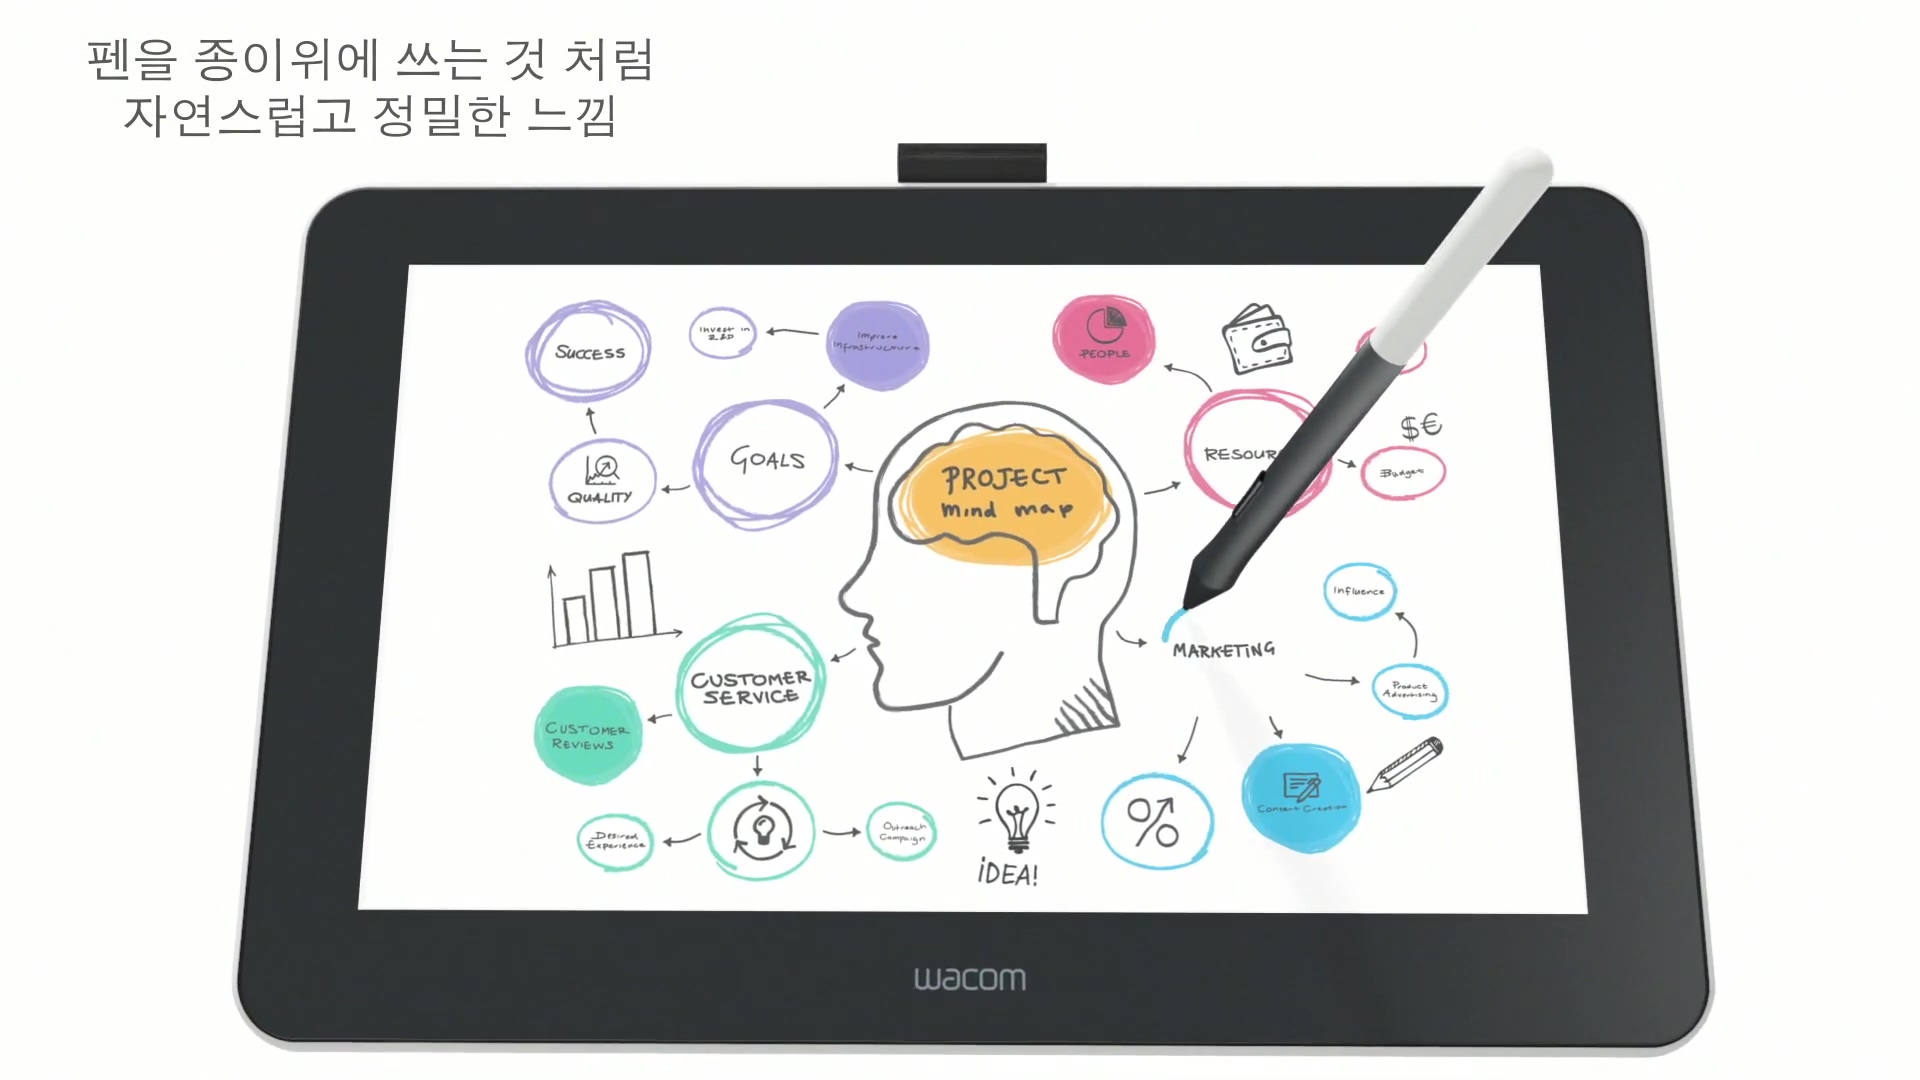 펜을 종이위에 쓰는 것 처럼
자연스럽고 정밀한 느낌
SUCCESS
Invest in
R&D
Improve
Infrastructure
PEOPLE
GOALS
QUALITY
PROJECT
mind map
$€
Budget
Influence
MARKETING
Product
Advertising
CUSTOMER
SERVICE
CUSTOMER
REVIEWS
Content Creation
Desired
Experience
Outreach
Campaign
iDEA!
wacom